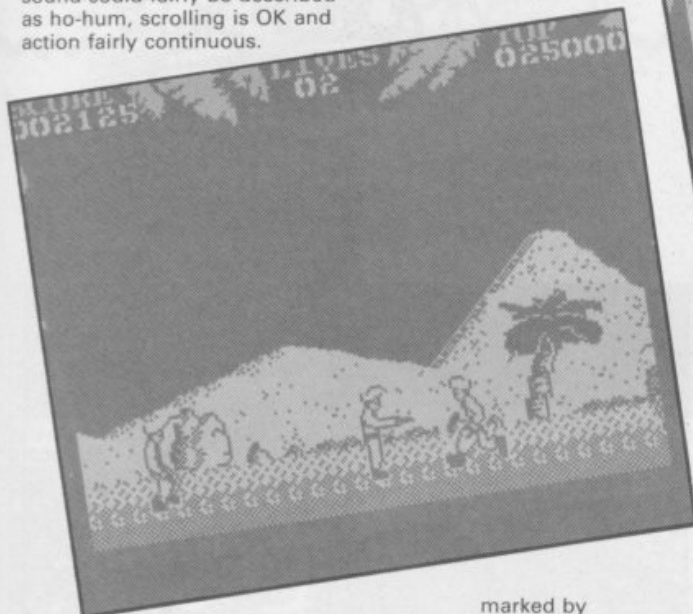 sound could fairly be described
as ho-hum, scrolling is OK and
action fairly continuous.
SCORE LIVES TOP
002125 02 025000
marked by